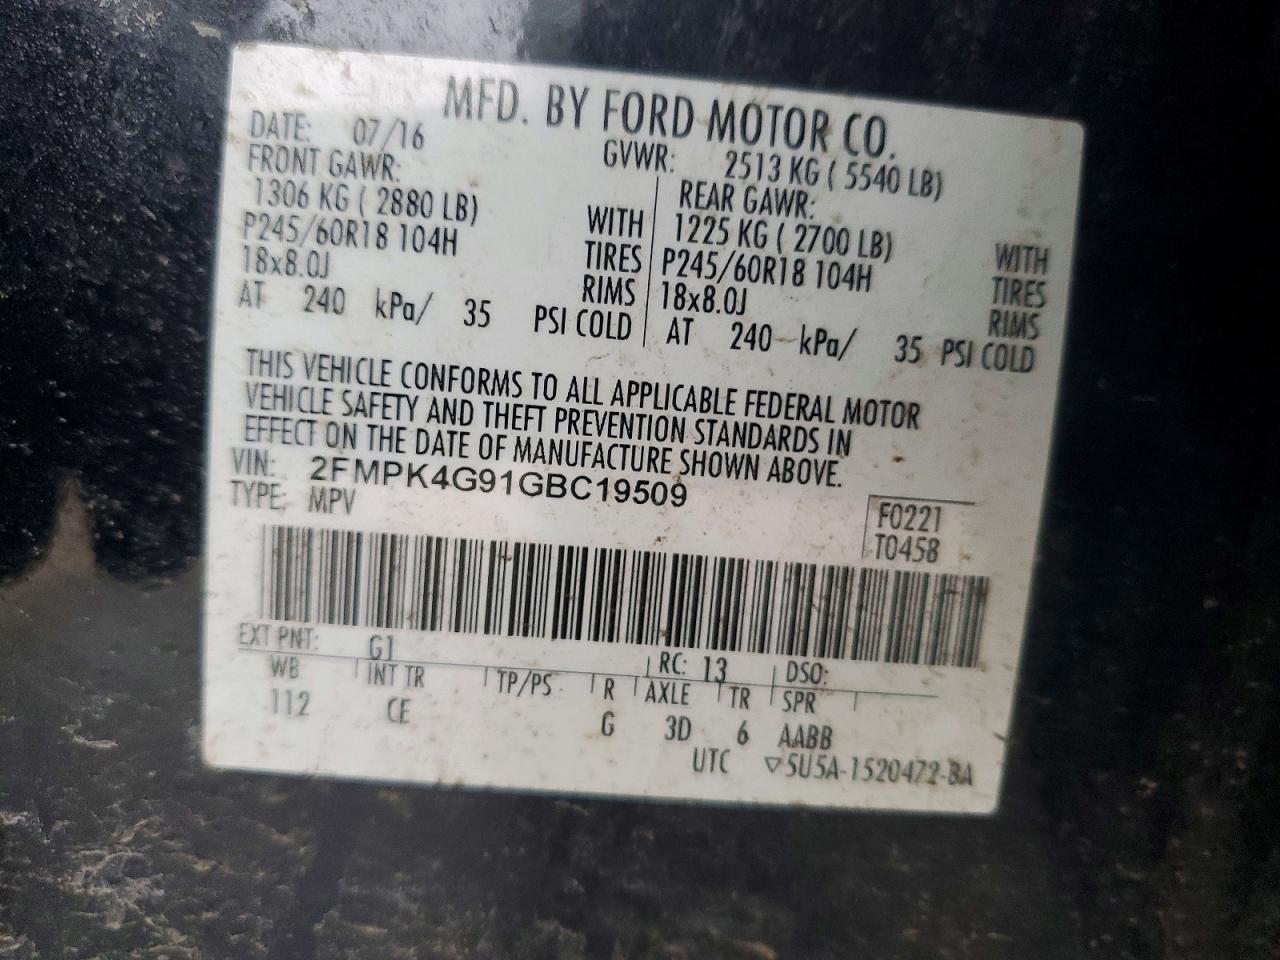 MFD. BY FORD MOTOR CO.
DATE: 07/16 GVWR: 2513 KG ( 5540 LB)
FRONT GAWR: REAR GAWR:
1306 KG ( 2880 LB) WITH 1225 KG ( 2700 LB) WITH
P245/60R18 104H TIRES P245/60R18 104H TIRES
18x8.0J RIMS 18x8.0J RIMS
AT 240 kPa/ 35 PSI COLD AT 240 kPa/ 35 PSI COLD
THIS VEHICLE CONFORMS TO ALL APPLICABLE FEDERAL MOTOR
VEHICLE SAFETY AND THEFT PREVENTION STANDARDS IN
EFFECT ON THE DATE OF MANUFACTURE SHOWN ABOVE.
VIN: 2FMPK4G91GBC19509
TYPE: MPV
F0221
T0458
EXT PNT: G1 RC: 13 DSO:
WB INT TR TP/PS R AXLE TR SPR
112 CE G 3D 6 AABB
UTC ▽5U5A-1520472-BA